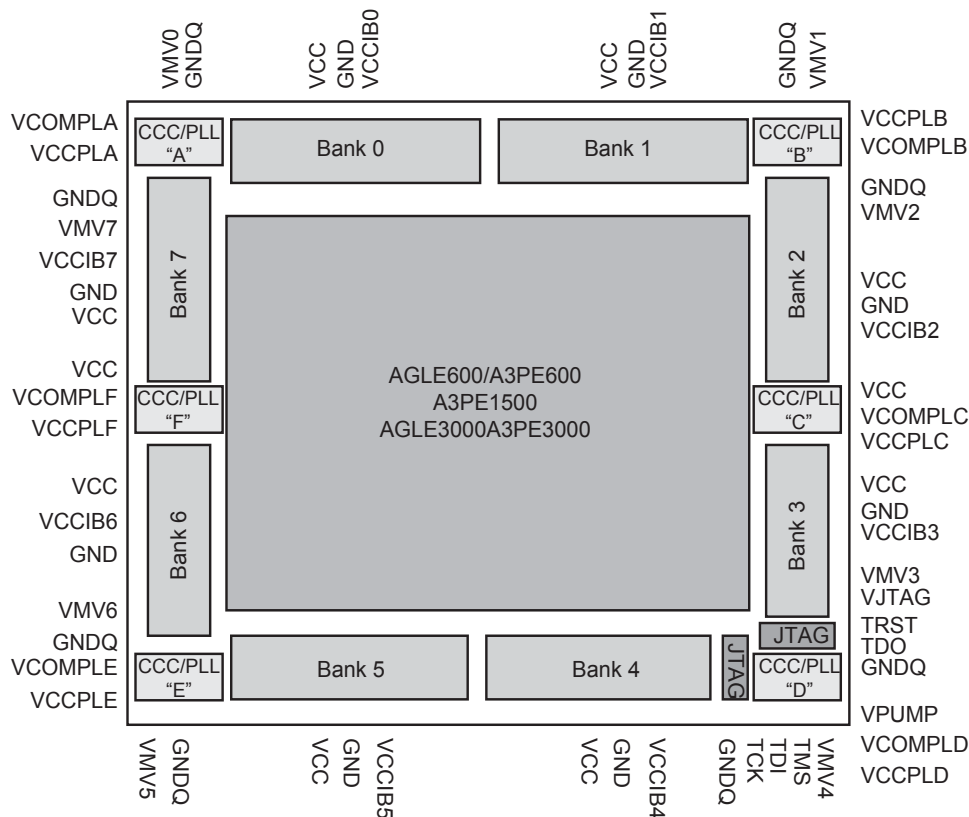 VMV0
GNDQ
VCC
GND
VCCIB0
VCC
GND
VCCIB1
GNDQ
VMV1
VCOMPLA
VCCPLA
GNDQ
VMV7
VCCIB7
GND
VCC
VCC
VCOMPLF
VCCPLF
VCC
VCCIB6
GND
VMV6
GNDQ
VCOMPLE
VCCPLE
CCC/PLL
“A”
Bank 0
Bank 1
CCC/PLL
“B”
Bank 7
Bank 2
AGLE600/A3PE600
A3PE1500
AGLE3000A3PE3000
CCC/PLL
“F”
CCC/PLL
“C”
Bank 6
Bank 3
JTAG
CCC/PLL
“E”
Bank 5
Bank 4
JTAG
CCC/PLL
“D”
VCCPLB
VCOMPLB
GNDQ
VMV2
VCC
GND
VCCIB2
VCC
VCOMPLC
VCCPLC
VCC
GND
VCCIB3
VMV3
VJTAG
TRST
TDO
GNDQ
VPUMP
VCOMPLD
VCCPLD
VMV5
GNDQ
VCC
GND
VCCIB5
VCC
GND
VCCIB4
GNDQ
TCK
TDI
TMS
VMV4